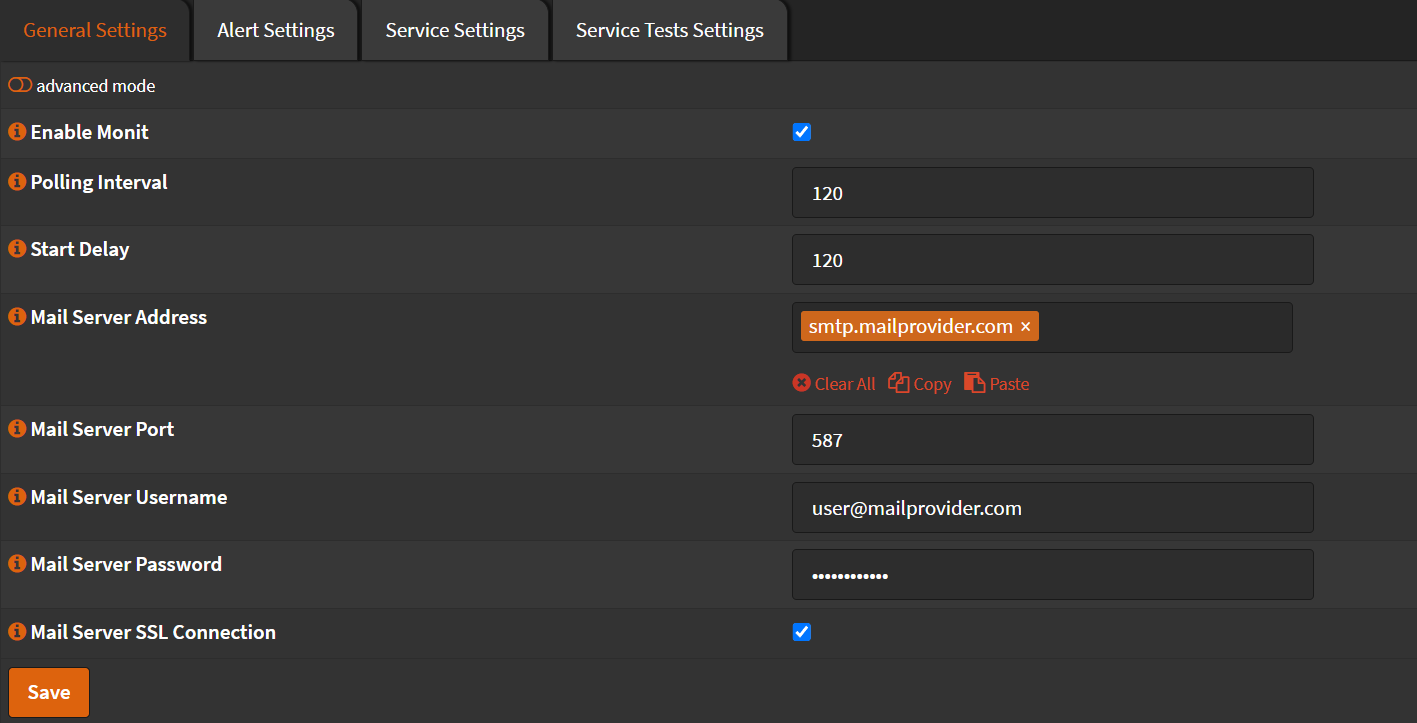 General Settings
Alert Settings
Service Settings
Service Tests Settings
advanced mode
Enable Monit
Polling Interval
120
Start Delay
120
Mail Server Address
smtp.mailprovider.com ×
Clear All Copy Paste
Mail Server Port
587
Mail Server Username
user@mailprovider.com
Mail Server Password
••••••••••••
Mail Server SSL Connection
Save